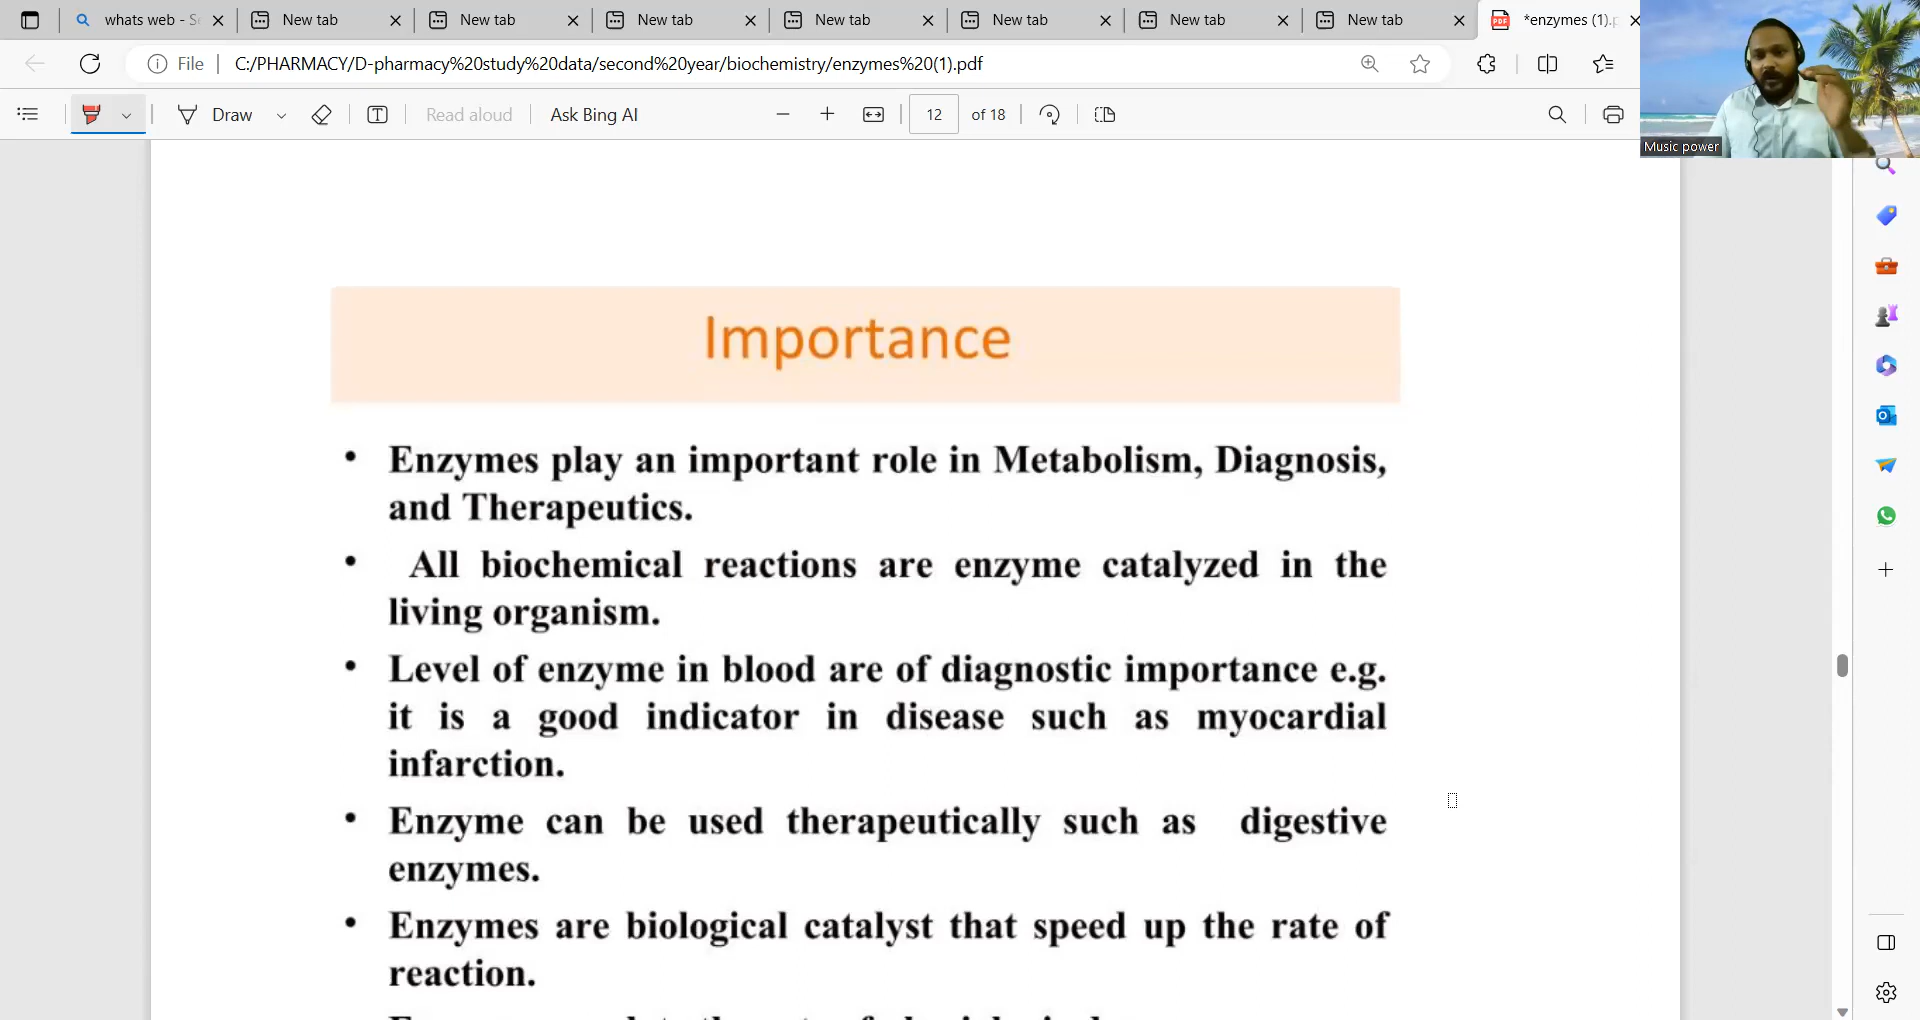 whats web - S
New tab
New tab
New tab
New tab
New tab
New tab
New tab
*enzymes (1).p
File
C:/PHARMACY/D-pharmacy%20study%20data/second%20year/biochemistry/enzymes%20(1).pdf
Draw
Read aloud
Ask Bing AI
12
of 18
Music power
Importance
• Enzymes play an important role in Metabolism, Diagnosis,
and Therapeutics.
• All biochemical reactions are enzyme catalyzed in the
living organism.
• Level of enzyme in blood are of diagnostic importance e.g.
it is a good indicator in disease such as myocardial
infarction.
• Enzyme can be used therapeutically such as digestive
enzymes.
• Enzymes are biological catalyst that speed up the rate of
reaction.